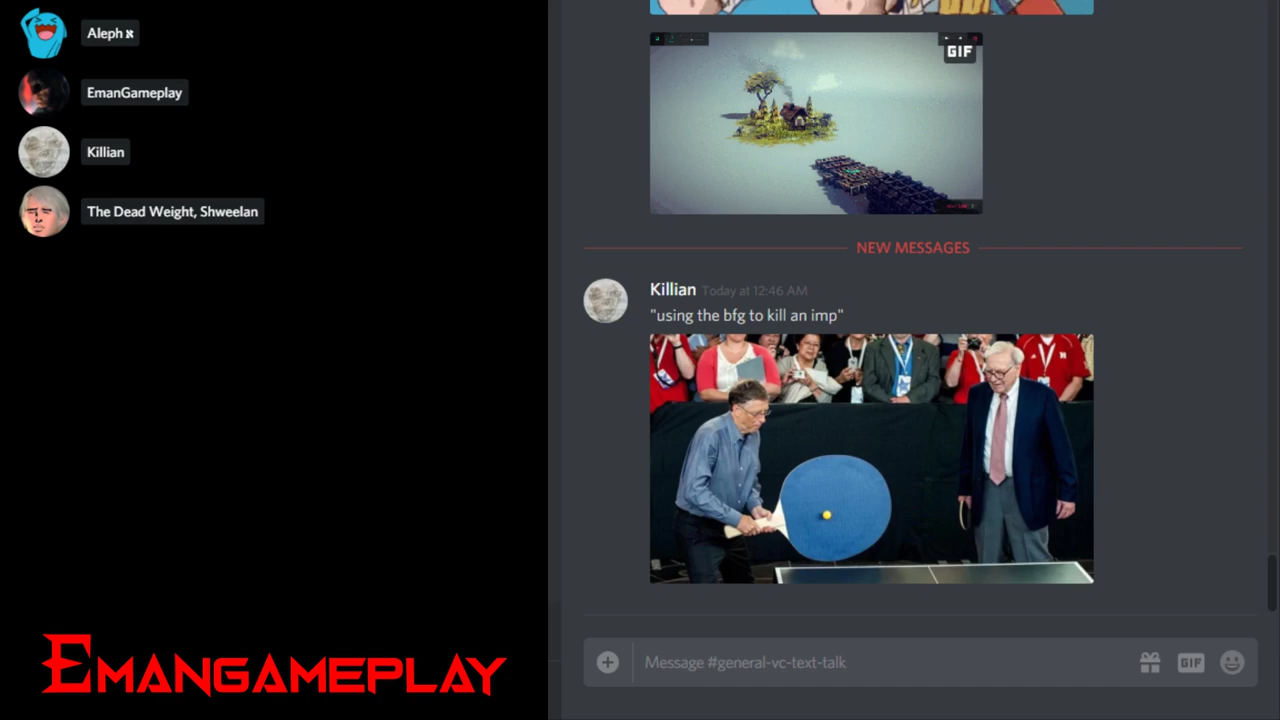 Aleph ℵ
EmanGameplay
Killian
The Dead Weight, Shweelan
EMANGAMEPLAY
GIF
NEW MESSAGES
Killian Today at 12:46 AM
"using the bfg to kill an imp"
Message #general-vc-text-talk
GIF